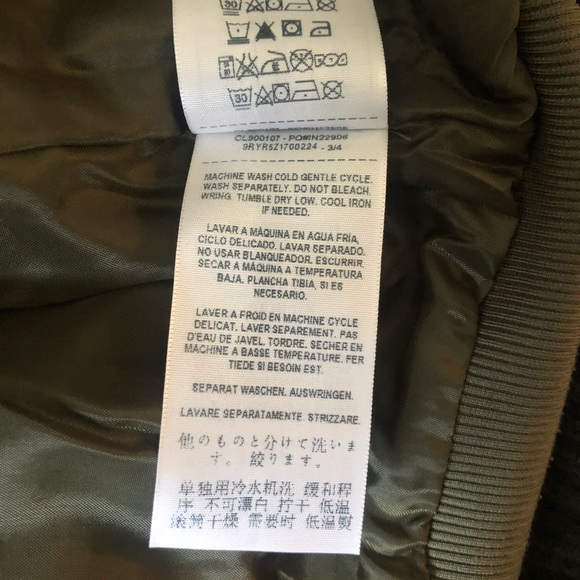 30
30
CL900107 - POMIN22906
9RYR5Z17G0224 - 3/4
MACHINE WASH COLD GENTLE CYCLE.
WASH SEPARATELY. DO NOT BLEACH.
WRING. TUMBLE DRY LOW. COOL IRON
IF NEEDED.
LAVAR A MÁQUINA EN AGUA FRÍA,
CICLO DELICADO. LAVAR SEPARADO.
NO USAR BLANQUEADOR. ESCURRIR.
SECAR A MÁQUINA A TEMPERATURA
BAJA. PLANCHA TIBIA, SI ES
NECESARIO.
LAVER A FROID EN MACHINE CYCLE
DELICAT. LAVER SEPAREMENT. PAS
D'EAU DE JAVEL. TORDRE. SECHER EN
MACHINE A BASSE TEMPERATURE. FER
TIEDE SI BESOIN EST.
SEPARAT WASCHEN. AUSWRINGEN.
LAVARE SEPARATAMENTE. STRIZZARE.
他のものと分けて洗いま
す。 絞ります。
单独用冷水机洗 缓和程
序 不可漂白 拧干 低温
滚筒干燥 需要时 低温熨